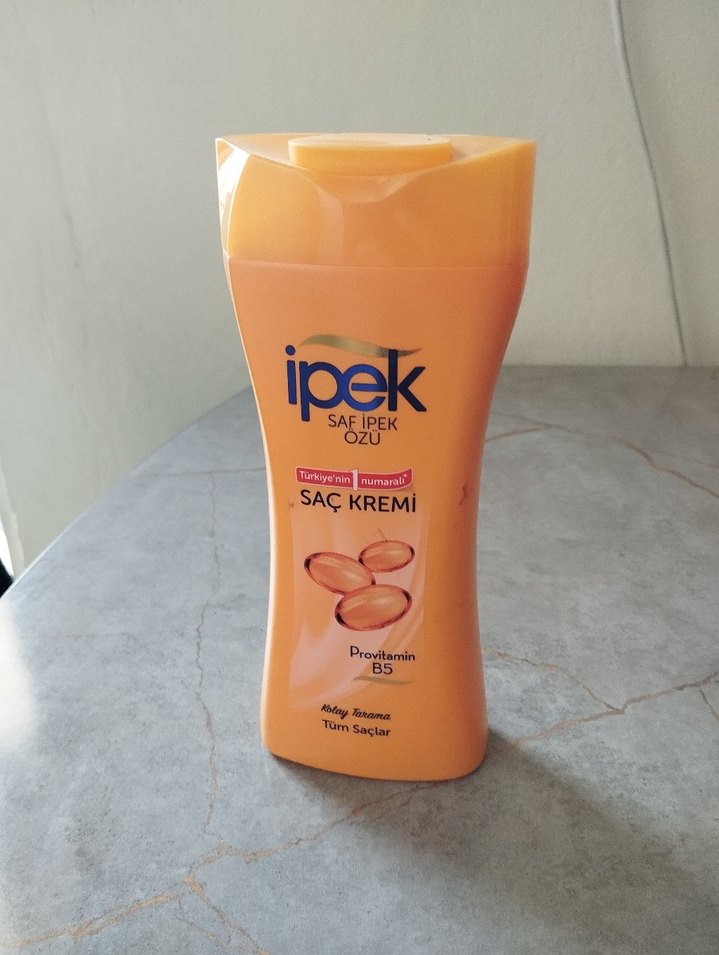 ipek
SAF İPEK
ÖZÜ
Türkiye'nin 1 numaralı*
SAÇ KREMİ
Provitamin
B5
Kolay Tarama
Tüm Saçlar